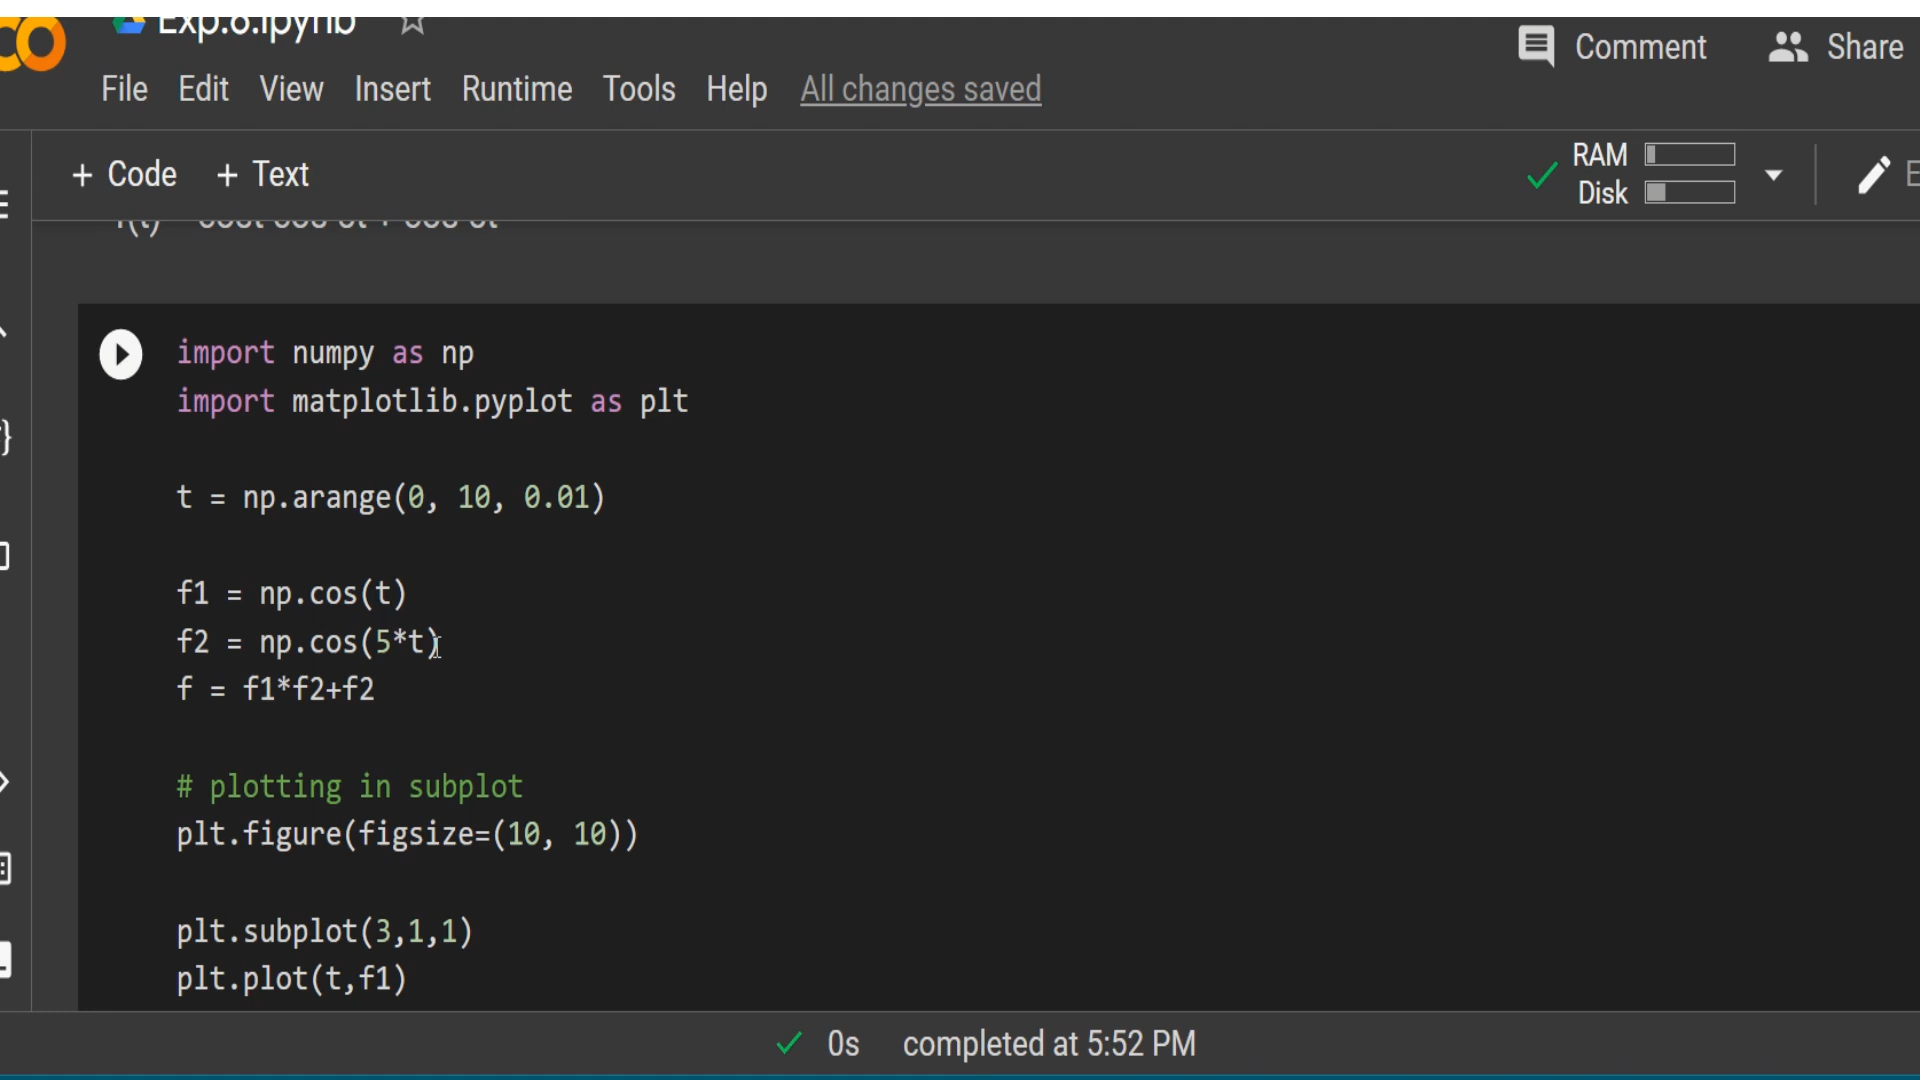 Exp.6.ipynb
Comment Share
File Edit View Insert Runtime Tools Help All changes saved
+ Code + Text
RAM
Disk
import numpy as np
import matplotlib.pyplot as plt
t = np.arange(0, 10, 0.01)
f1 = np.cos(t)
f2 = np.cos(5*t)
f = f1*f2+f2
# plotting in subplot
plt.figure(figsize=(10, 10))
plt.subplot(3,1,1)
plt.plot(t,f1)
0s completed at 5:52 PM